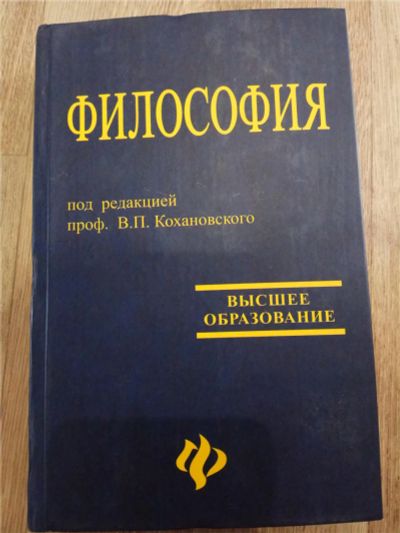 ФИЛОСОФИЯ
под редакцией
проф. В.П. Кохановского
ВЫСШЕЕ
ОБРАЗОВАНИЕ